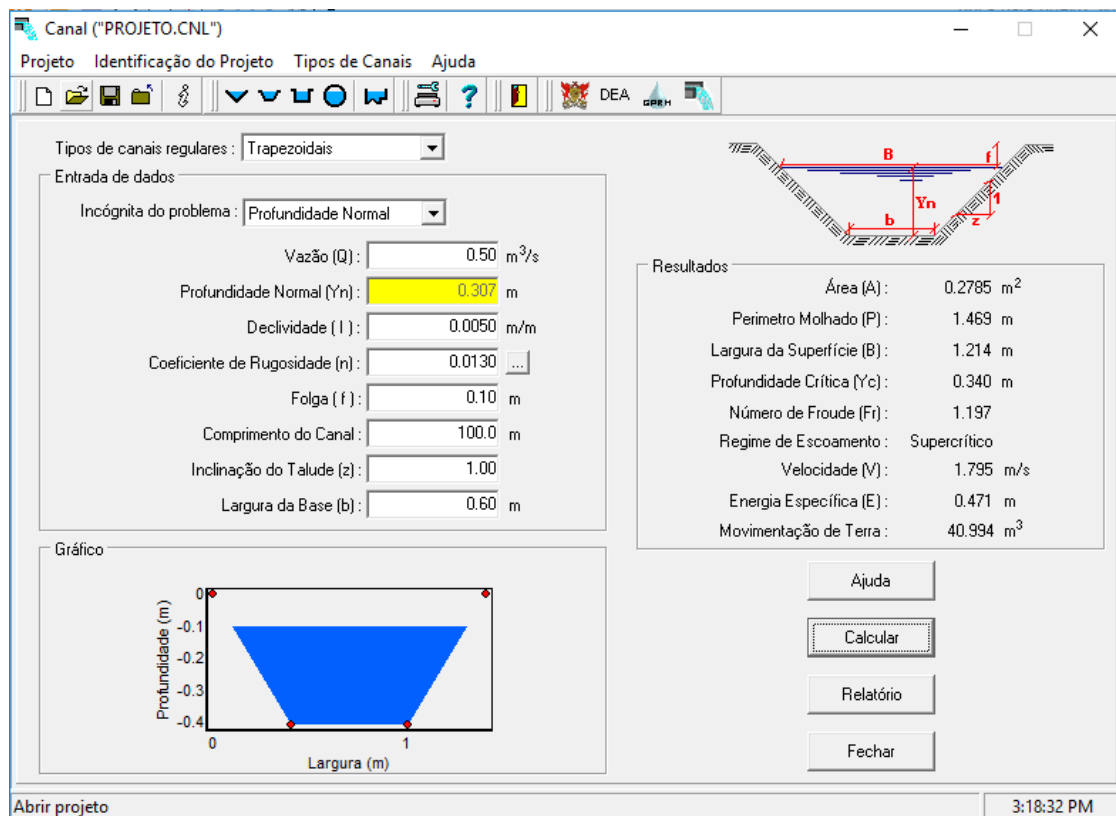 Canal ("PROJETO.CNL")
Projeto Identificação do Projeto Tipos de Canais Ajuda
? DEA GPRH
Tipos de canais regulares : Trapezoidais
Entrada de dados
Incógnita do problema : Profundidade Normal
Vazão (Q) : 0.50 m³/s
Profundidade Normal (Yn) : 0.307 m
Declividade ( I ) : 0.0050 m/m
Coeficiente de Rugosidade (n) : 0.0130 ...
Folga ( f ) : 0.10 m
Comprimento do Canal : 100.0 m
Inclinação do Talude (z) : 1.00
Largura da Base (b) : 0.60 m
Gráfico
Profundidade (m)
0
-0.1
-0.2
-0.3
-0.4
0 1
Largura (m)
B f
Yn 1
b z
Resultados
Área (A) : 0.2785 m²
Perimetro Molhado (P) : 1.469 m
Largura da Superfície (B) : 1.214 m
Profundidade Crítica (Yc) : 0.340 m
Número de Froude (Fr) : 1.197
Regime de Escoamento : Supercrítico
Velocidade (V) : 1.795 m/s
Energia Específica (E) : 0.471 m
Movimentação de Terra : 40.994 m³
Ajuda
Calcular
Relatório
Fechar
Abrir projeto 3:18:32 PM